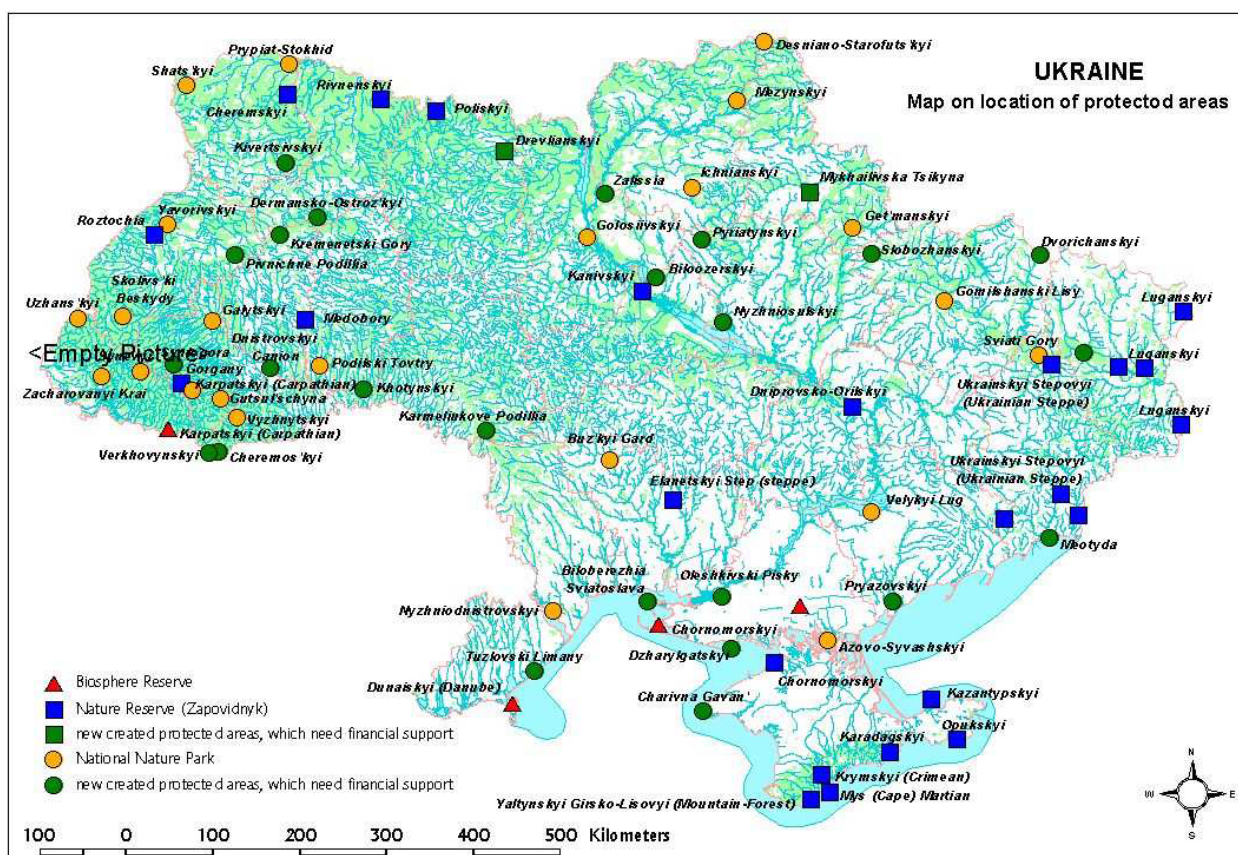 UKRAINE
Map on location of protectod areas
Desniano-Starofuts'kyi
Prypiat-Stokhid
Shats'kyi
Rivnenskyi
Mezynskyi
Cheremskyi
Poliskyi
Drevlianskyi
Kivertsivskyi
Zalissia
Ichnianskyi
Mykhailivska Tsikyna
Dermansko-Ostroz'kyi
Yavorivskyi
Roztochia
Get'manskyi
Golosiivskyi
Pyriatynskyi
Kremenetski Gory
Slobozhanskyi
Dvorichanskyi
Pivnichne Podillia
Kanivskyi
Biloozerskyi
Skolivs'ki
Beskydy
Uzhans'kyi
Galytskyi
Medobory
Nyzhniosulskyi
Gomilshanski Lisy
Luganskyi
Dnistrovskyi
Canion
Sviati Gory
<Empty Picture>
Podilski Tovtry
Luganskyi
Gorgany
Zacharovanyi Krai
Karpatskyi (Carpathian)
Khotynskyi
Ukrainskyi Stepovyi
(Ukrainian Steppe)
Gutsul'schyna
Dniprovsko-Orilskyi
Vyzhnytskyi
Karmeliukove Podillia
Luganskyi
Karpatskyi (Carpathian)
Buz'kyi Gard
Verkhovynskyi
Cheremos'kyi
Ukrainskyi Stepovyi
(Ukrainian Steppe)
Elanetskyi Step (steppe)
Velykyi Lug
Meotyda
Biloberezhia
Sviatoslava
Oleshkivski Pisky
Pryazovskyi
Nyzhniodnistrovskyi
Chornomorskyi
Azovo-Syvashskyi
Dzharylgatskyi
Tuzlovski Limany
Chornomorskyi
Dunaiskyi (Danube)
Kazantypskyi
Charivna Gavan'
Opukskyi
Karadagskyi
Krymskyi (Crimean)
Mys (Cape) Martian
Yaltynskyi Girsko-Lisovyi (Mountain-Forest)
Biosphere Reserve
Nature Reserve (Zapovidnyk)
new created protected areas, which need financial support
National Nature Park
new created protected areas, which need financial support
N
W E
S
100 0 100 200 300 400 500 Kilometers